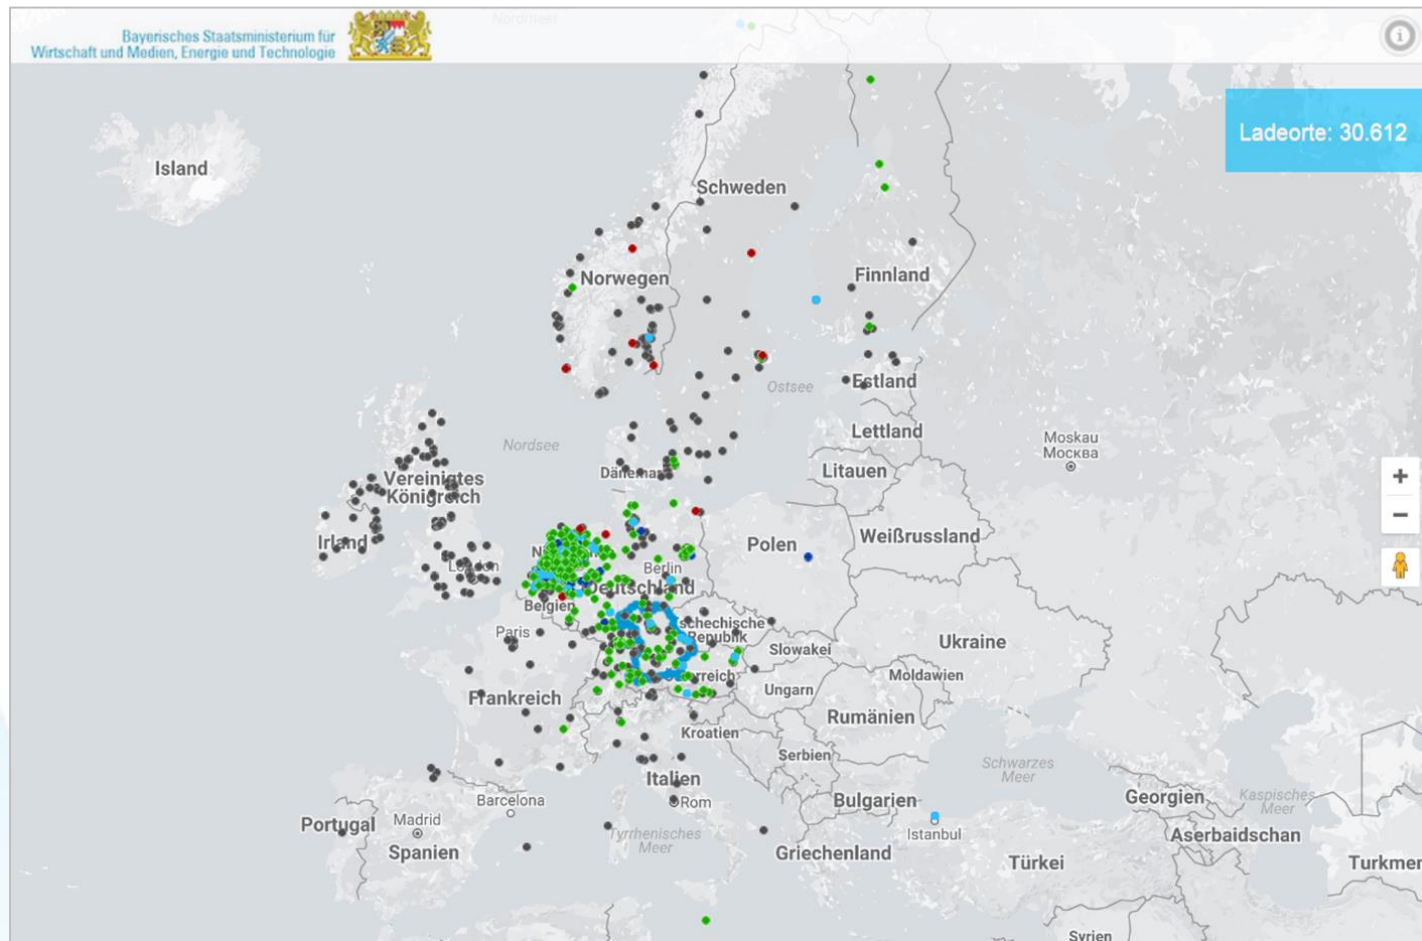 Nordmeer
Bayerisches Staatsministerium für
Wirtschaft und Medien, Energie und Technologie
i
Ladeorte: 30.612
Island
Schweden
Norwegen
Finnland
Ostsee
Estland
Nordsee
Lettland
Moskau
Москва
Litauen
Vereinigtes
Königreich
Weißrussland
Irland
Polen
Berlin
Deutschland
Belgien
Paris
Tschechische
Republik
Ukraine
Slowakei
Österreich
Moldawien
Ungarn
Frankreich
Rumänien
Kroatien
Serbien
Schwarzes
Meer
Italien
Bulgarien
Georgien
Kaspisches
Meer
Barcelona
Rom
Portugal
Madrid
Istanbul
Aserbaidschan
Tyrrhenisches
Meer
Spanien
Griechenland
Türkei
Turkmen
Syrien
+
−